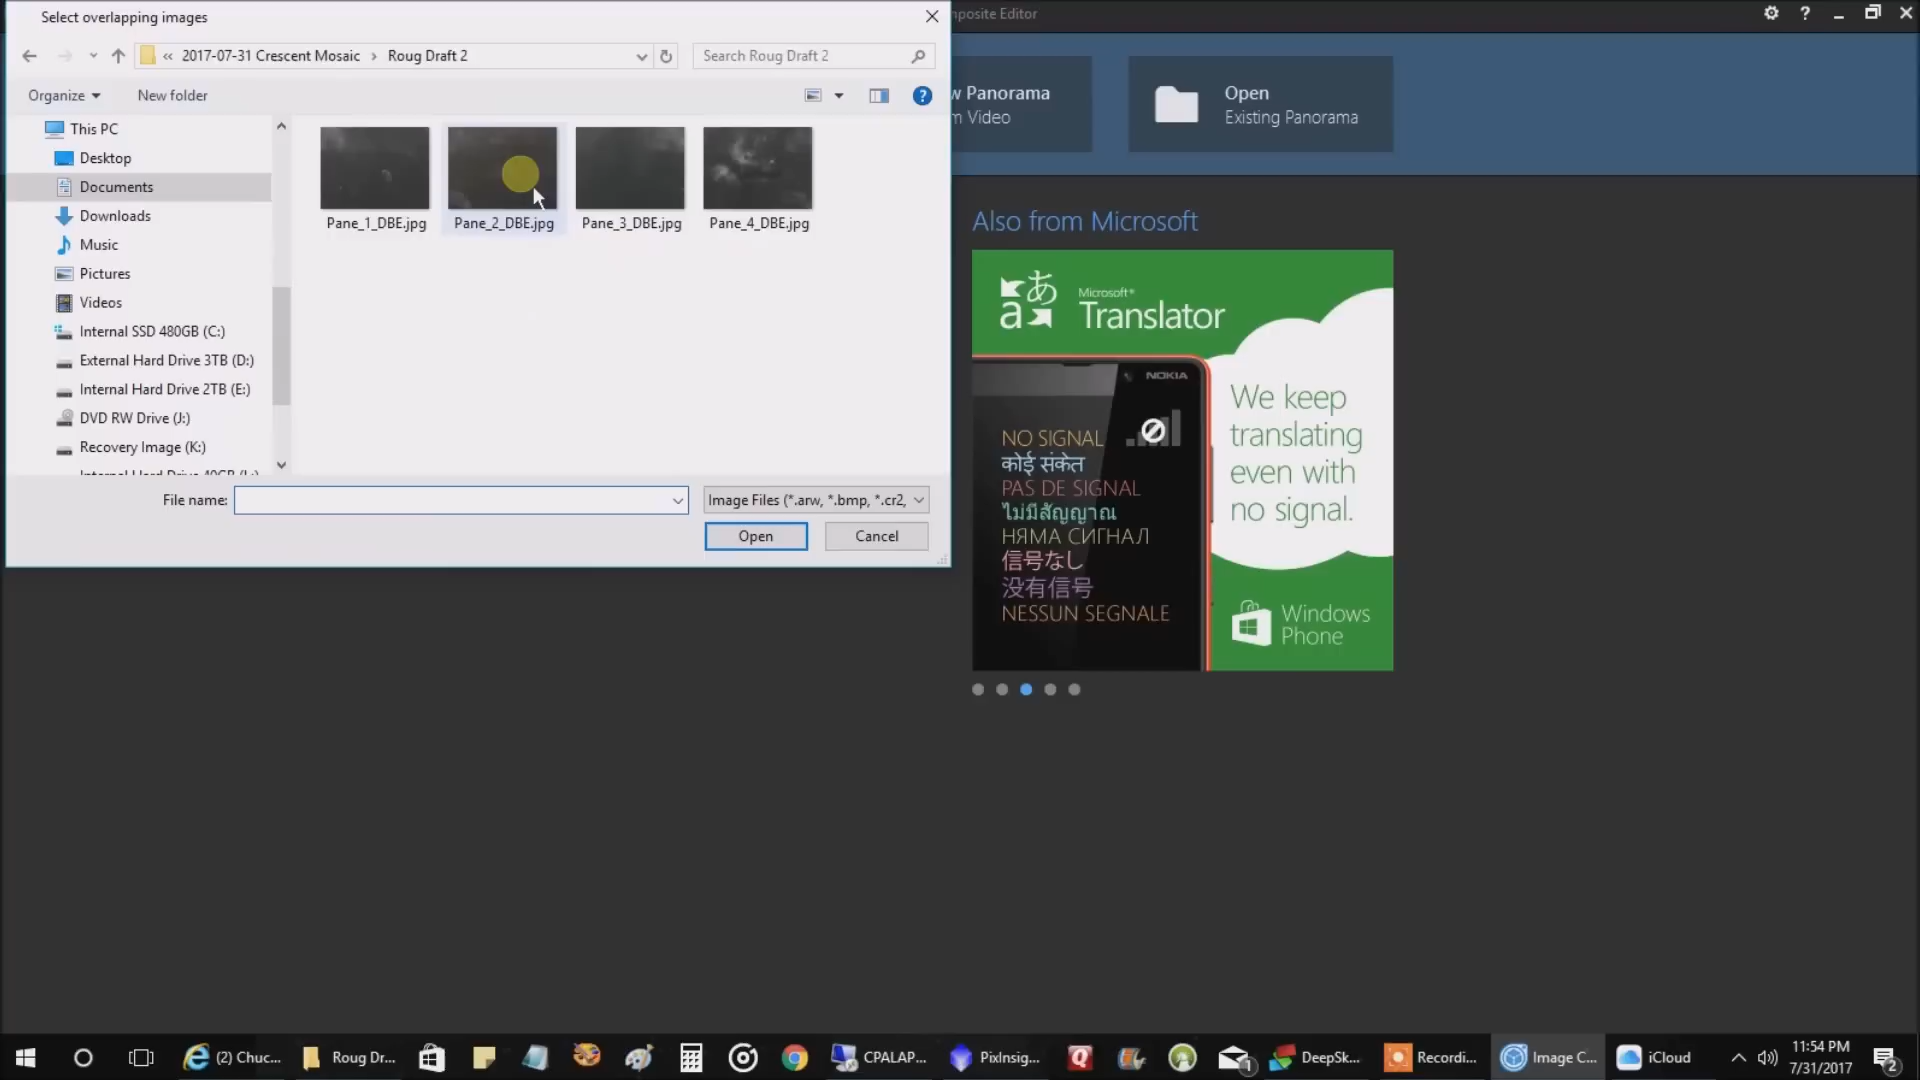 Select overlapping images
mposite Editor
« 2017-07-31 Crescent Mosaic › Roug Draft 2
Search Roug Draft 2
Organize
New folder
w Panorama
m Video
Open
Existing Panorama
This PC
Desktop
Documents
Downloads
Music
Pictures
Videos
Internal SSD 480GB (C:)
External Hard Drive 3TB (D:)
Internal Hard Drive 2TB (E:)
DVD RW Drive (J:)
Recovery Image (K:)
Pane_1_DBE.jpg
Pane_2_DBE.jpg
Pane_3_DBE.jpg
Pane_4_DBE.jpg
File name:
Image Files (*.arw, *.bmp, *.cr2,
Open
Cancel
Also from Microsoft
Microsoft®
Translator
NOKIA
NO SIGNAL
कोई संकेत
PAS DE SIGNAL
ไม่มีสัญญาณ
НЯМА СИГНАЛ
信号なし
没有信号
NESSUN SEGNALE
We keep
translating
even with
no signal.
Windows
Phone
(2) Chuc...
Roug Dr...
CPALAP...
PixInsig...
DeepSk...
Recordi...
Image C...
iCloud
11:54 PM
7/31/2017